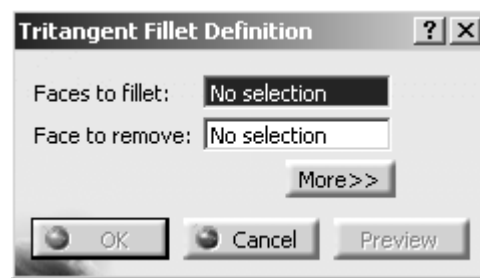 Tritangent Fillet Definition ? X
Faces to fillet: No selection
Face to remove: No selection
More>>
OK Cancel Preview